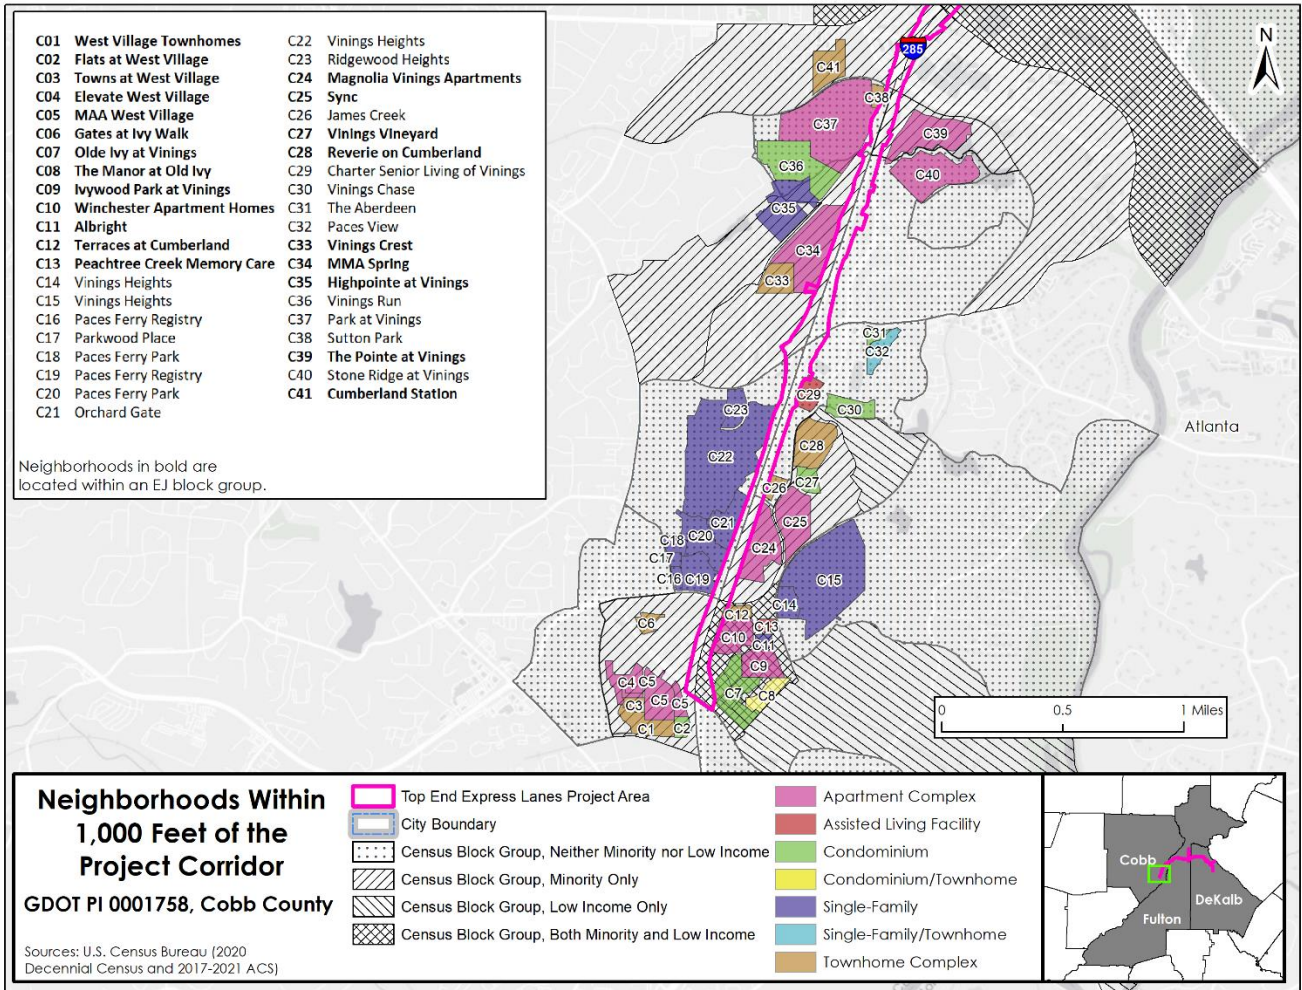 C01 West Village Townhomes
C02 Flats at West Village
C03 Towns at West Village
C04 Elevate West Village
C05 MAA West Village
C06 Gates at Ivy Walk
C07 Olde Ivy at Vinings
C08 The Manor at Old Ivy
C09 Ivywood Park at Vinings
C10 Winchester Apartment Homes
C11 Albright
C12 Terraces at Cumberland
C13 Peachtree Creek Memory Care
C14 Vinings Heights
C15 Vinings Heights
C16 Paces Ferry Registry
C17 Parkwood Place
C18 Paces Ferry Park
C19 Paces Ferry Registry
C20 Paces Ferry Park
C21 Orchard Gate
C22 Vinings Heights
C23 Ridgewood Heights
C24 Magnolia Vinings Apartments
C25 Sync
C26 James Creek
C27 Vinings Vineyard
C28 Reverie on Cumberland
C29 Charter Senior Living of Vinings
C30 Vinings Chase
C31 The Aberdeen
C32 Paces View
C33 Vinings Crest
C34 MMA Spring
C35 Highpointe at Vinings
C36 Vinings Run
C37 Park at Vinings
C38 Sutton Park
C39 The Pointe at Vinings
C40 Stone Ridge at Vinings
C41 Cumberland Station
Neighborhoods in bold are
located within an EJ block group.
285
N
C41
C38
C37
C39
C36
C40
C35
C34
C33
C31
C32
C29
C30
C23
C28
C22
C27
C26
C25
C21
C20
C18
C24
C17
C16
C19
C15
C14
C12
C6
C13
C10
C11
C9
C4
C5
C7
C8
C5
C5
C3
C1
C2
Atlanta
0 0.5 1 Miles
Neighborhoods Within
1,000 Feet of the
Project Corridor
GDOT PI 0001758, Cobb County
Sources: U.S. Census Bureau (2020
Decennial Census and 2017-2021 ACS)
Top End Express Lanes Project Area
City Boundary
Census Block Group, Neither Minority nor Low Income
Census Block Group, Minority Only
Census Block Group, Low Income Only
Census Block Group, Both Minority and Low Income
Apartment Complex
Assisted Living Facility
Condominium
Condominium/Townhome
Single-Family
Single-Family/Townhome
Townhome Complex
Cobb
DeKalb
Fulton